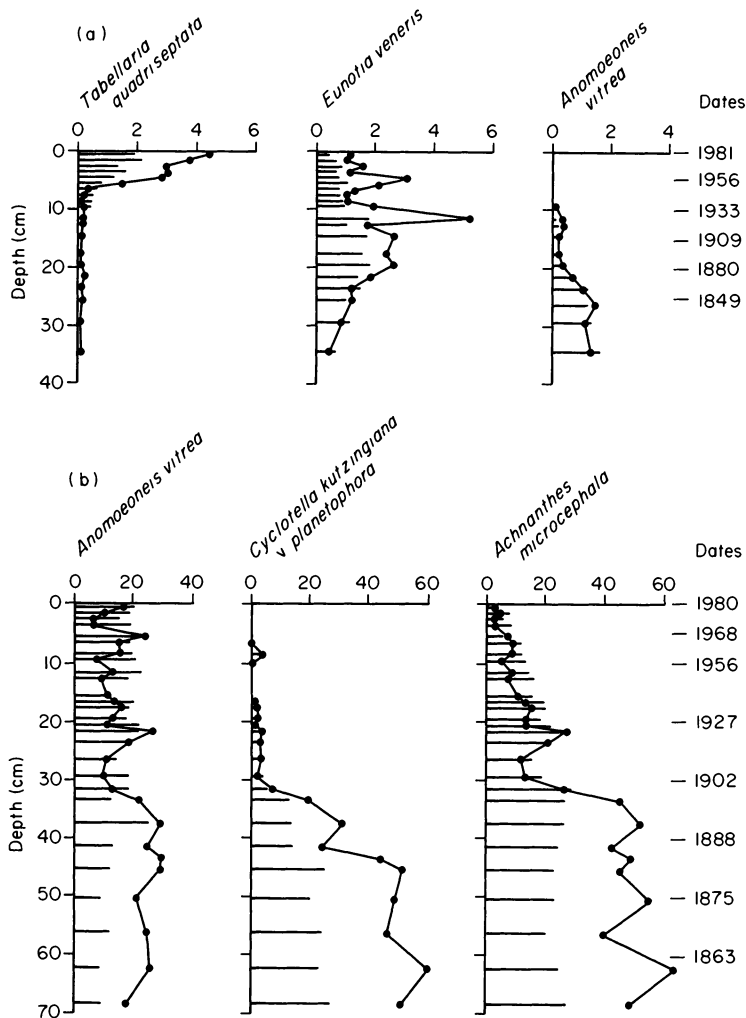 (a)
Tabellaria
quadriseptata
Eunotia veneris
Anomoeoneis
vitrea
Dates
0 2 4 6
0 2 4 6
0 2 4
0
10
20
30
40
Depth (cm)
1981
1956
1933
1909
1880
1849
(b)
Anomoeoneis vitrea
Cyclotella kutzingiana
v planetophora
Achnanthes
microcephala
Dates
0 20 40
0 20 40 60
0 20 40 60
0
10
20
30
40
50
60
70
Depth (cm)
1980
1968
1956
1927
1902
1888
1875
1863